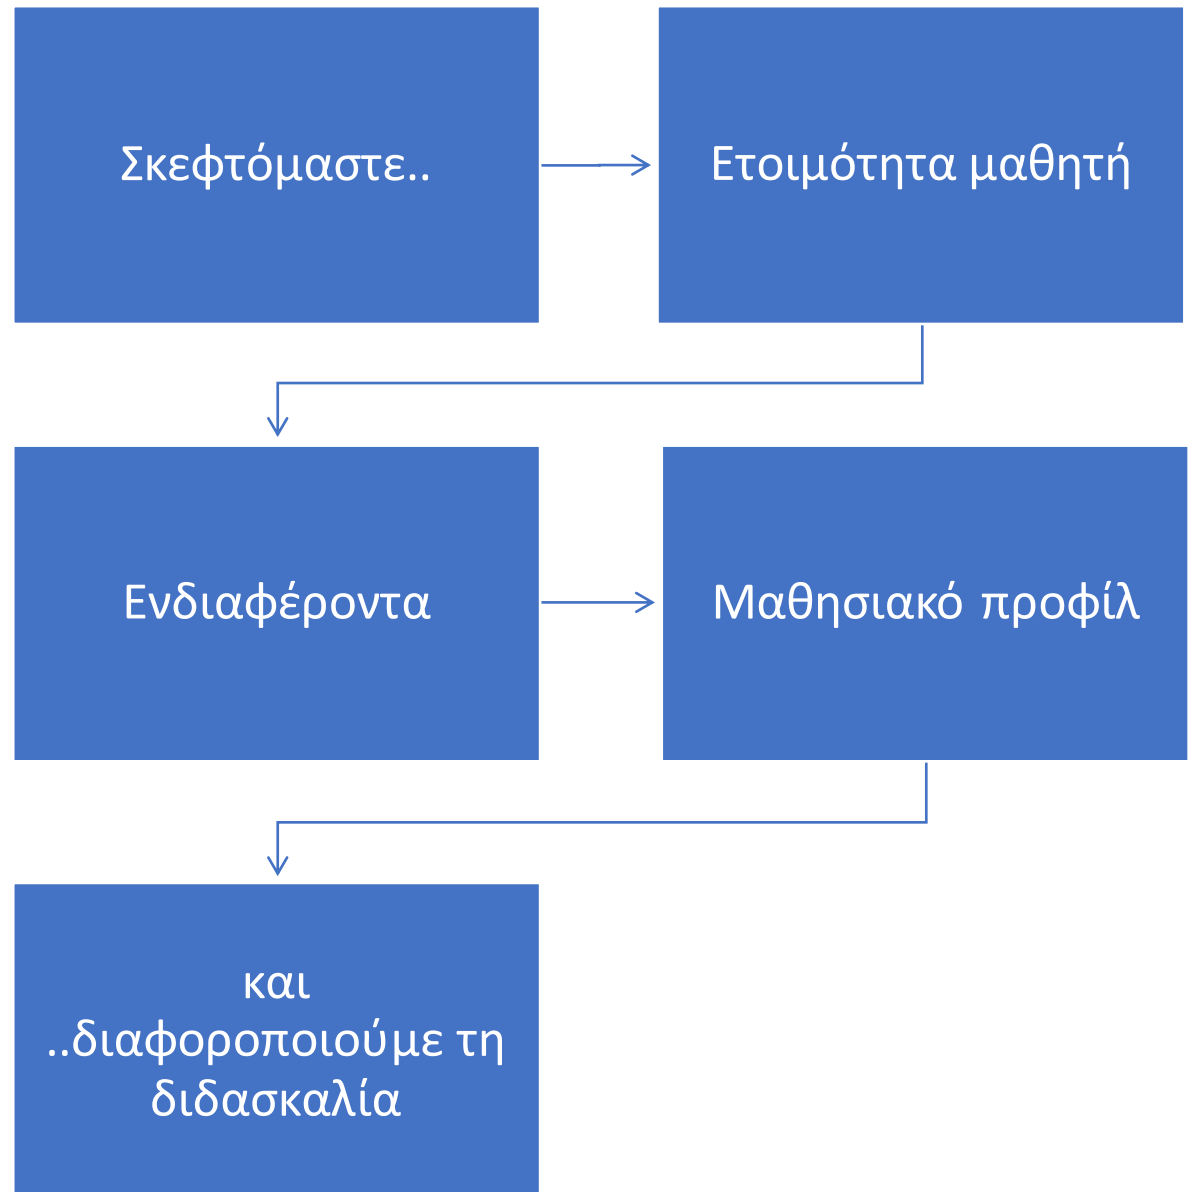 Σκεφτόμαστε..
Ετοιμότητα μαθητή
Ενδιαφέροντα
Μαθησιακό προφίλ
και
..διαφοροποιούμε τη
διδασκαλία